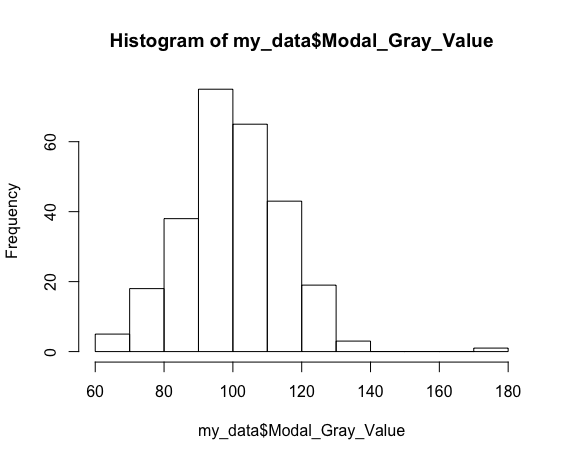 Histogram of my_data$Modal_Gray_Value
Frequency
60
40
20
0
60 80 100 120 140 160 180
my_data$Modal_Gray_Value